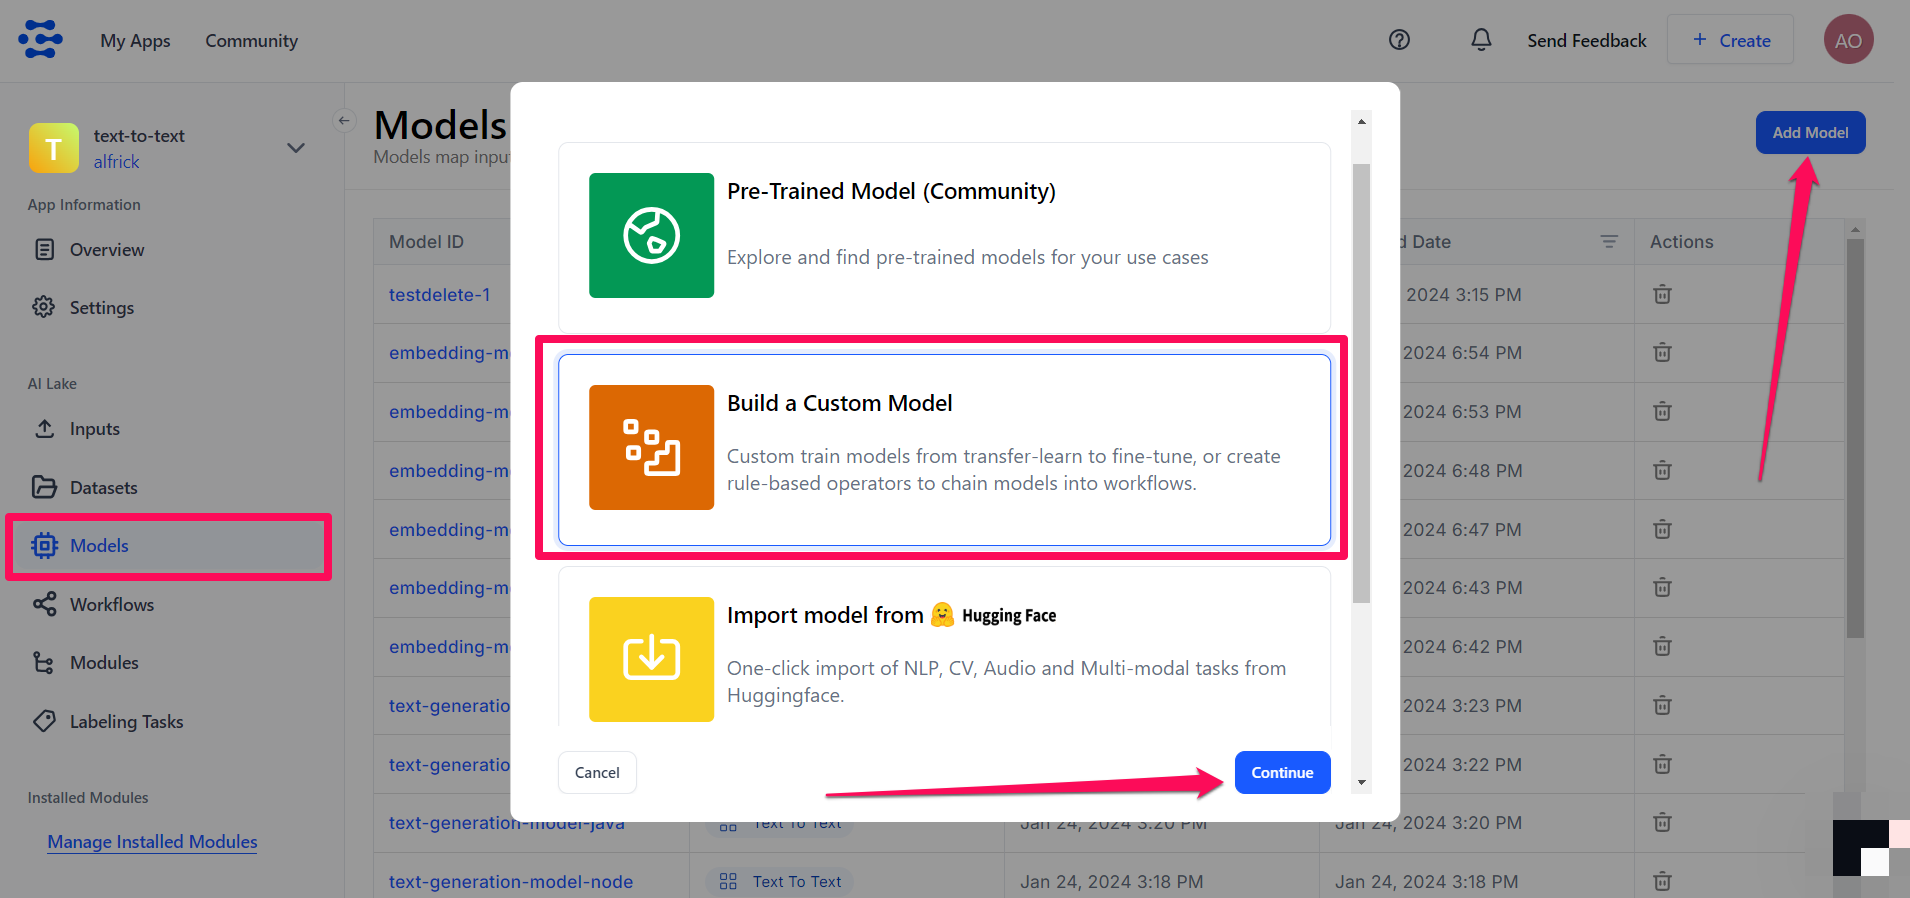 My Apps
Community
Send Feedback
+ Create
AO
T
text-to-text
alfrick
App Information
Overview
Settings
AI Lake
Inputs
Datasets
Models
Workflows
Modules
Labeling Tasks
Installed Modules
Manage Installed Modules
Models
Models map inpu
Add Model
Model ID
d Date
Actions
testdelete-1
2024 3:15 PM
embedding-m
2024 6:54 PM
embedding-m
2024 6:53 PM
embedding-m
2024 6:48 PM
embedding-m
2024 6:47 PM
embedding-m
2024 6:43 PM
embedding-m
2024 6:42 PM
text-generatio
2024 3:23 PM
text-generatio
2024 3:22 PM
text-generation-model-java
Text To Text
Jan 24, 2024 3:20 PM
Jan 24, 2024 3:20 PM
text-generation-model-node
Text To Text
Jan 24, 2024 3:18 PM
Jan 24, 2024 3:18 PM
Pre-Trained Model (Community)
Explore and find pre-trained models for your use cases
Build a Custom Model
Custom train models from transfer-learn to fine-tune, or create
rule-based operators to chain models into workflows.
Import model from 🤗 Hugging Face
One-click import of NLP, CV, Audio and Multi-modal tasks from
Huggingface.
Cancel
Continue